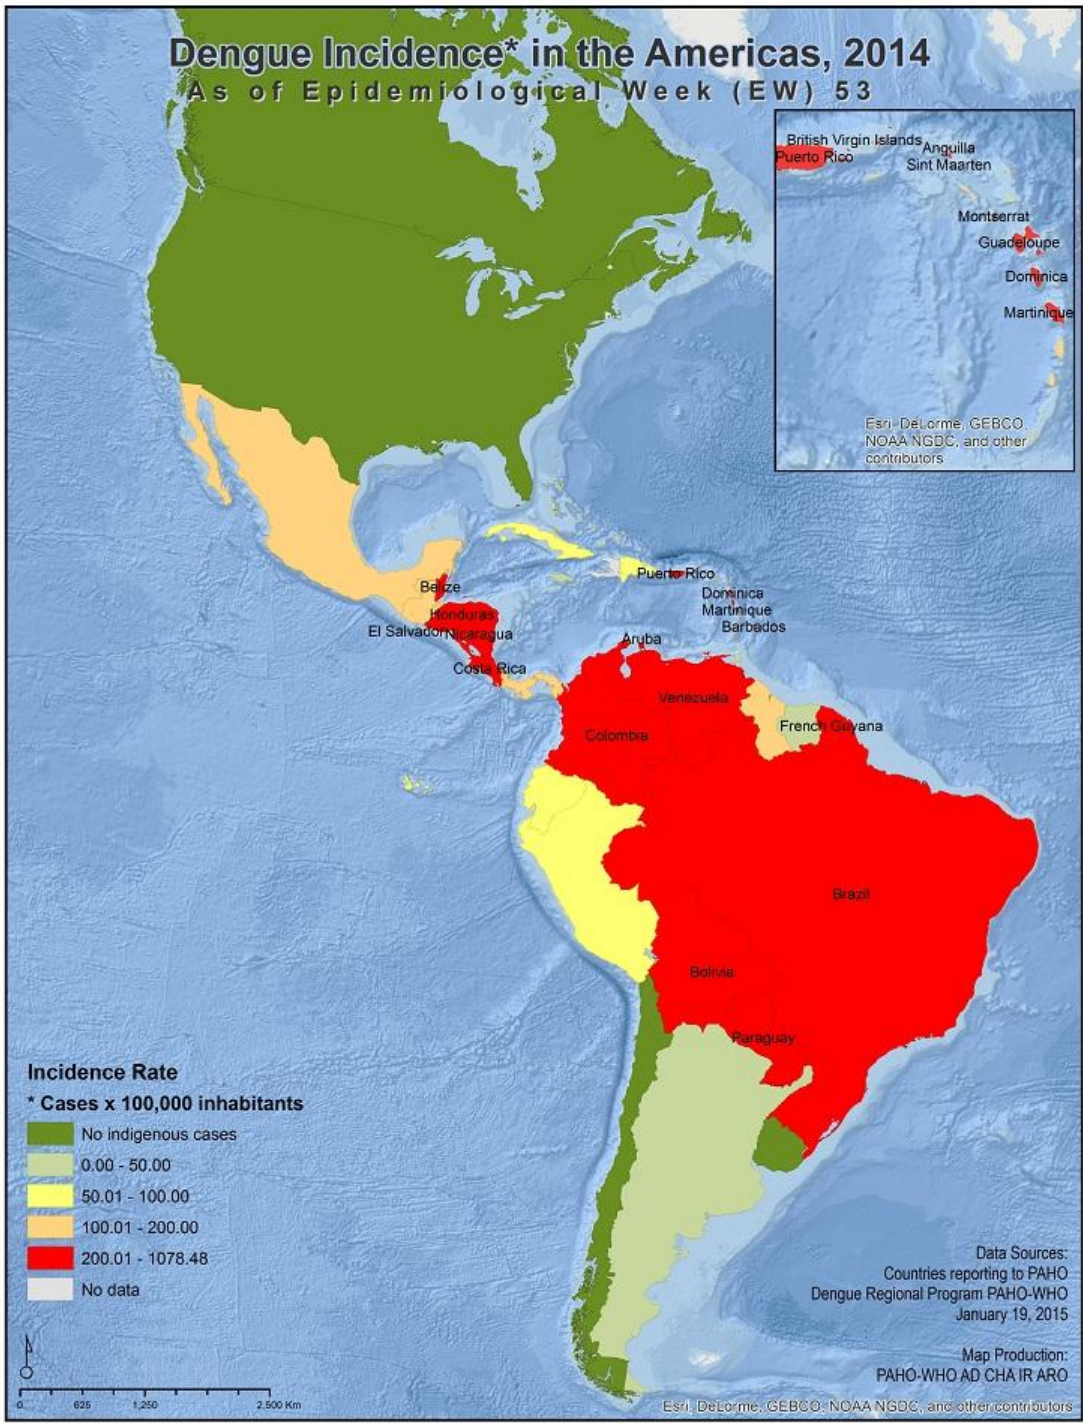 Dengue Incidence* in the Americas, 2014
As of Epidemiological Week (EW) 53
British Virgin Islands
Anguilla
Puerto Rico
Sint Maarten
Montserrat
Guadeloupe
Dominica
Martinique
Esri, DeLorme, GEBCO,
NOAA NGDC, and other
contributors
Puerto Rico
Belize
Dominica
Martinique
Honduras
Barbados
El Salvador
Nicaragua
Aruba
Costa Rica
Venezuela
French Guyana
Colombia
Brazil
Bolivia
Paraguay
Incidence Rate
* Cases x 100,000 inhabitants
No indigenous cases
0.00 - 50.00
50.01 - 100.00
100.01 - 200.00
200.01 - 1078.48
No data
0 625 1,250 2,500 Km
Data Sources:
Countries reporting to PAHO
Dengue Regional Program PAHO-WHO
January 19, 2015
Map Production:
PAHO-WHO AD CHA IR ARO
Esri, DeLorme, GEBCO, NOAA NGDC, and other contributors